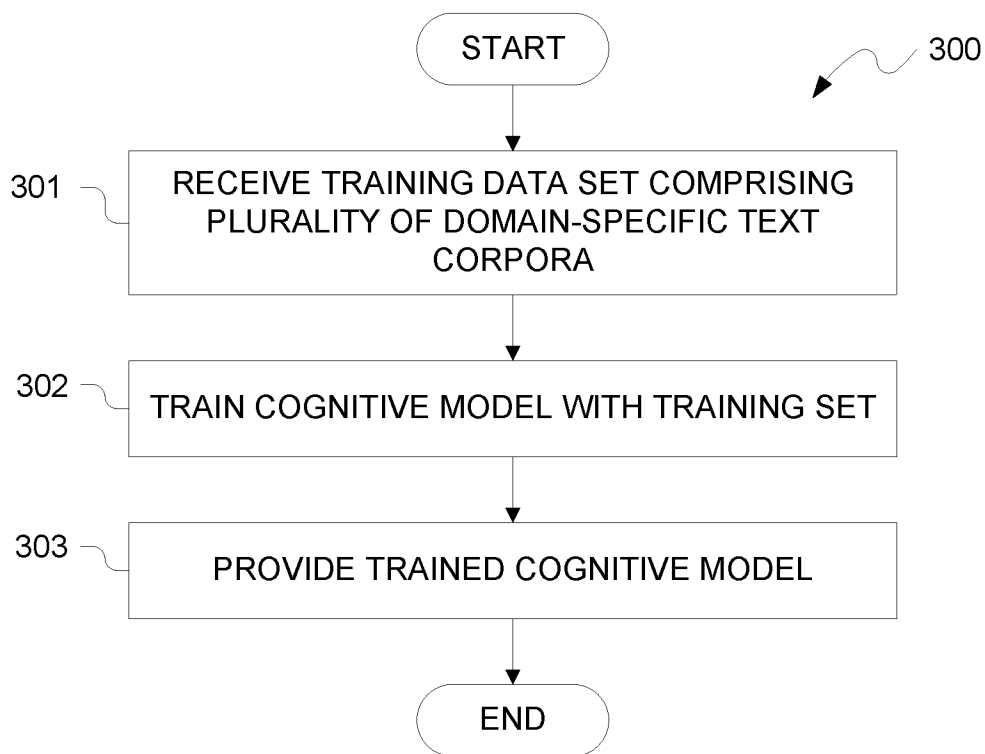 START
300
301
RECEIVE TRAINING DATA SET COMPRISING
PLURALITY OF DOMAIN-SPECIFIC TEXT
CORPORA
302
TRAIN COGNITIVE MODEL WITH TRAINING SET
303
PROVIDE TRAINED COGNITIVE MODEL
END